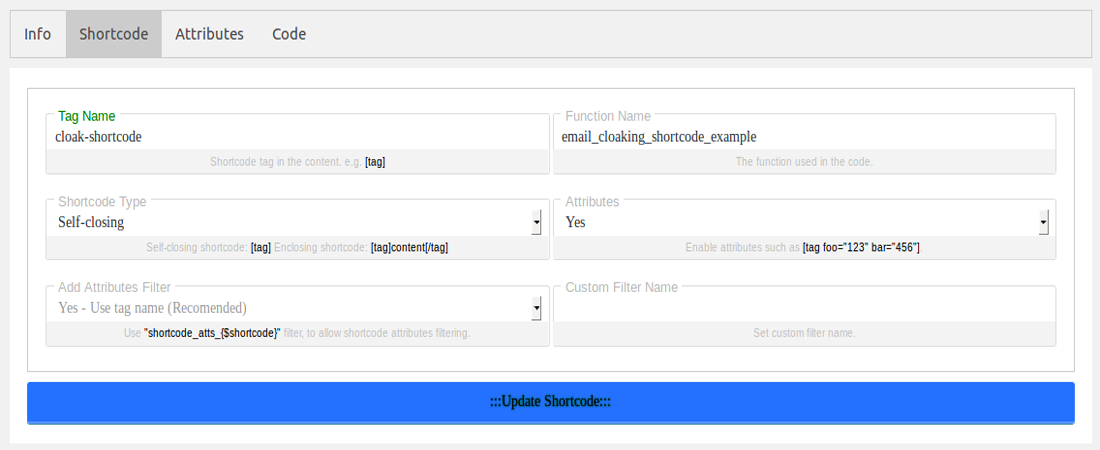 Info Shortcode Attributes Code
Tag Name
cloak-shortcode
Shortcode tag in the content. e.g. [tag]
Function Name
email_cloaking_shortcode_example
The function used in the code.
Shortcode Type
Self-closing
Self-closing shortcode: [tag] Enclosing shortcode: [tag]content[/tag]
Attributes
Yes
Enable attributes such as [tag foo="123" bar="456"]
Add Attributes Filter
Yes - Use tag name (Recomended)
Use "shortcode_atts_{$shortcode}" filter, to allow shortcode attributes filtering.
Custom Filter Name
Set custom filter name.
:::Update Shortcode:::